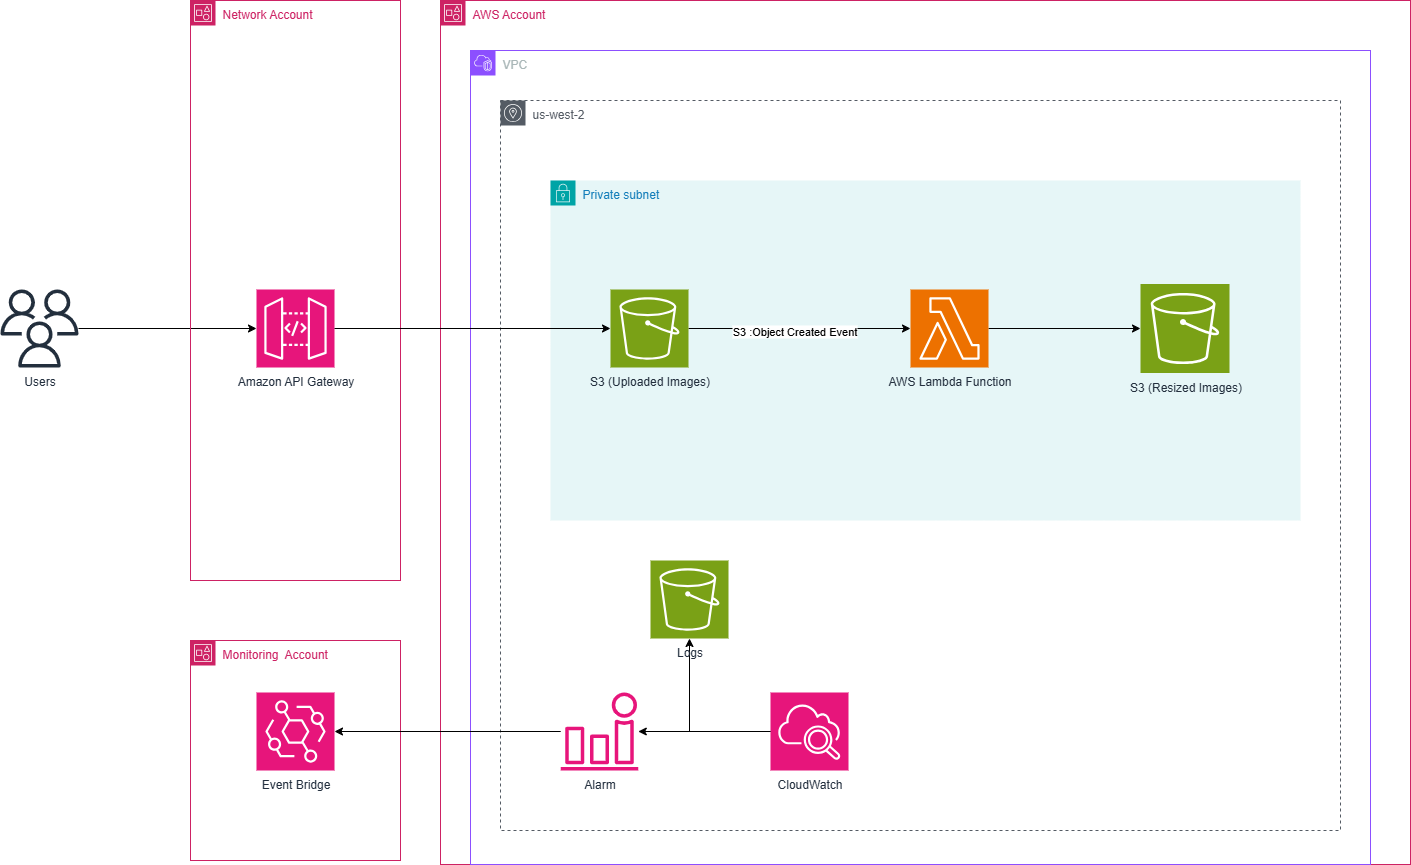 Network Account
AWS Account
VPC
us-west-2
Private subnet
S3 :Object Created Event
Users
Amazon API Gateway
S3 (Uploaded Images)
AWS Lambda Function
S3 (Resized Images)
Logs
Monitoring  Account
Event Bridge
Alarm
CloudWatch